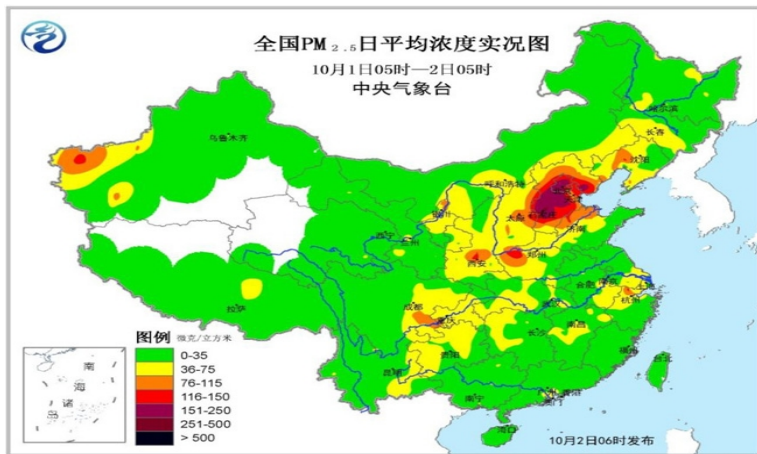 全国PM 2.5日平均浓度实况图
10月1日05时—2日05时
中央气象台
哈尔滨
长春
乌鲁木齐
沈阳
呼和浩特
北京
天津
银川
石家庄
太原
济南
西宁
兰州
西安
郑州
合肥
南京
上海
拉萨
成都
武汉
杭州
重庆
长沙
南昌
贵阳
福州
昆明
台北
南宁
广州
香港
澳门
海口
图例 微克/立方米
0-35
36-75
76-115
116-150
151-250
251-500
> 500
南
海
诸
岛
10月2日06时发布